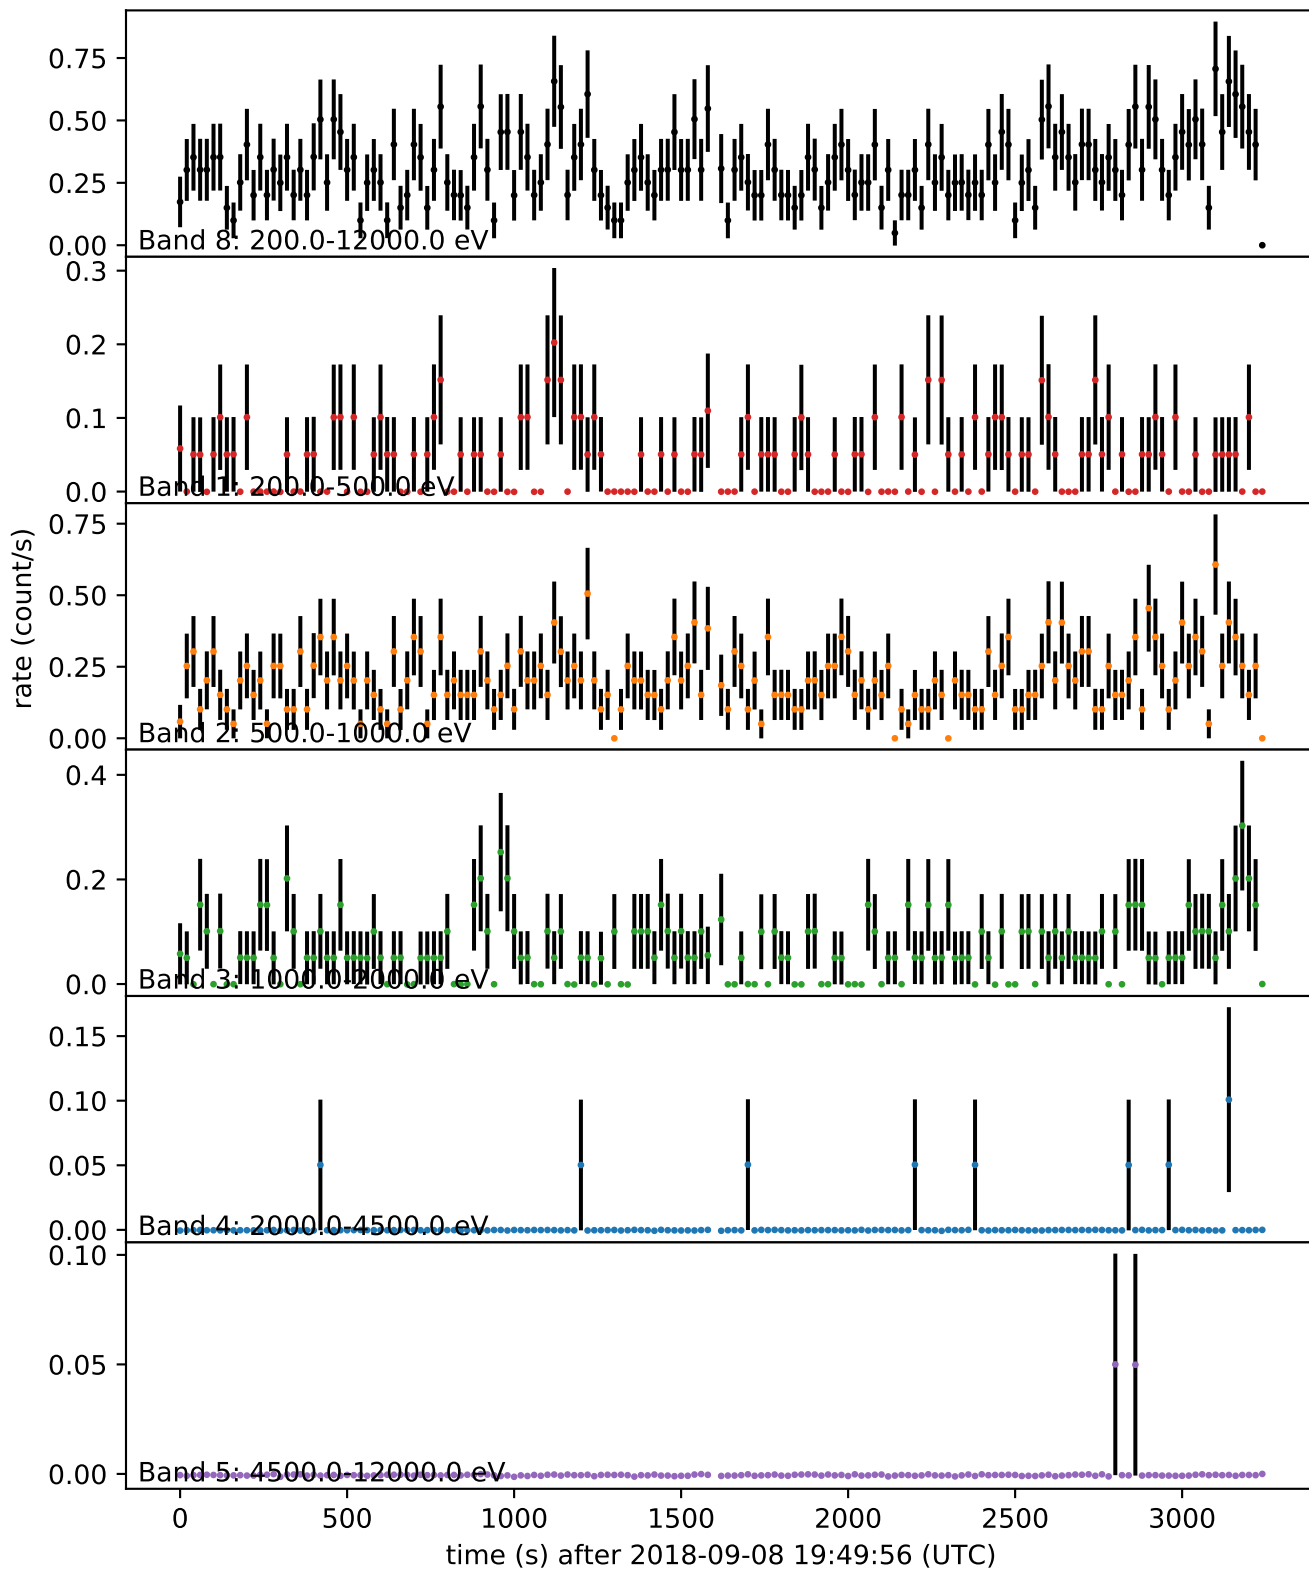 0.75
0.50
0.25
0.00
Band 8: 200.0-12000.0 eV
0.3
0.2
0.1
0.0
Band 1: 200.0-500.0 eV
rate (count/s)
0.75
0.50
0.25
0.00
Band 2: 500.0-1000.0 eV
0.4
0.2
0.0
Band 3: 1000.0-2000.0 eV
0.15
0.10
0.05
0.00
Band 4: 2000.0-4500.0 eV
0.10
0.05
0.00
Band 5: 4500.0-12000.0 eV
0 500 1000 1500 2000 2500 3000
time (s) after 2018-09-08 19:49:56 (UTC)